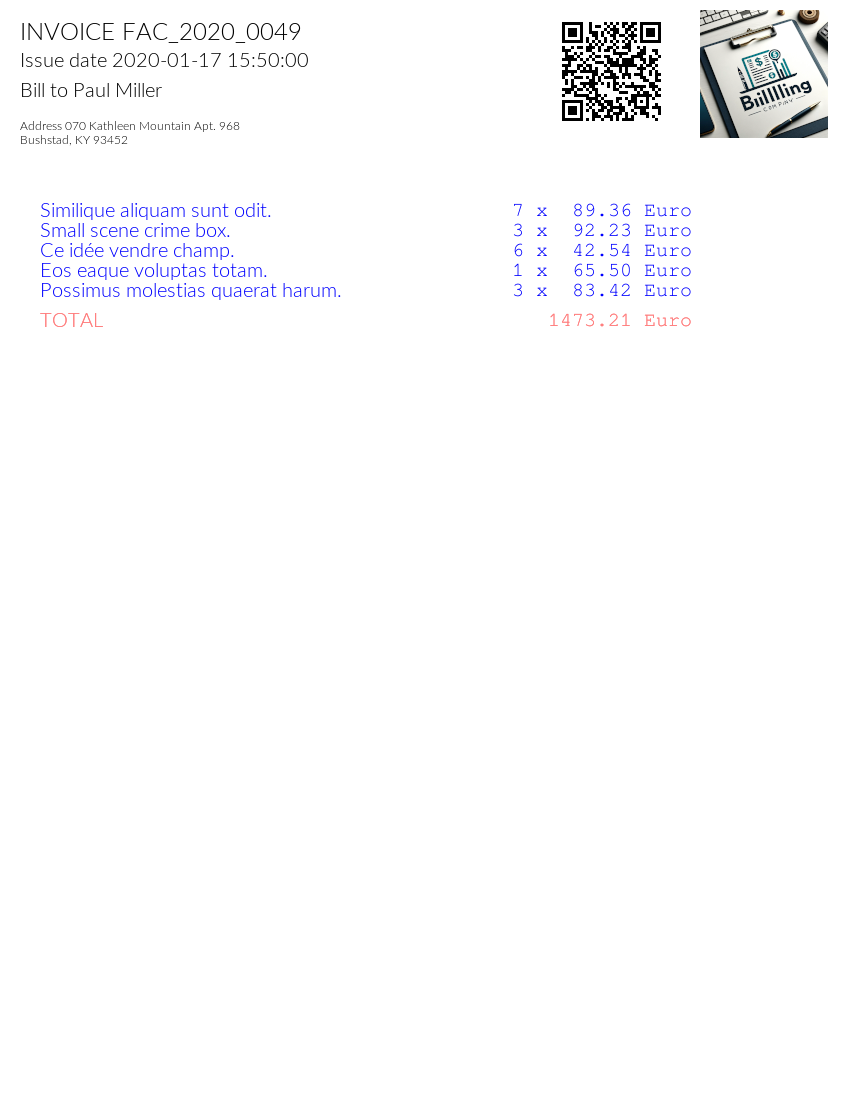 INVOICE FAC_2020_0049
Issue date 2020-01-17 15:50:00
Bill to Paul Miller
Address 070 Kathleen Mountain Apt. 968
Bushstad, KY 93452
Biilllling
COMPANY
Similique aliquam sunt odit. 7 x 89.36 Euro
Small scene crime box. 3 x 92.23 Euro
Ce idée vendre champ. 6 x 42.54 Euro
Eos eaque voluptas totam. 1 x 65.50 Euro
Possimus molestias quaerat harum. 3 x 83.42 Euro
TOTAL 1473.21 Euro